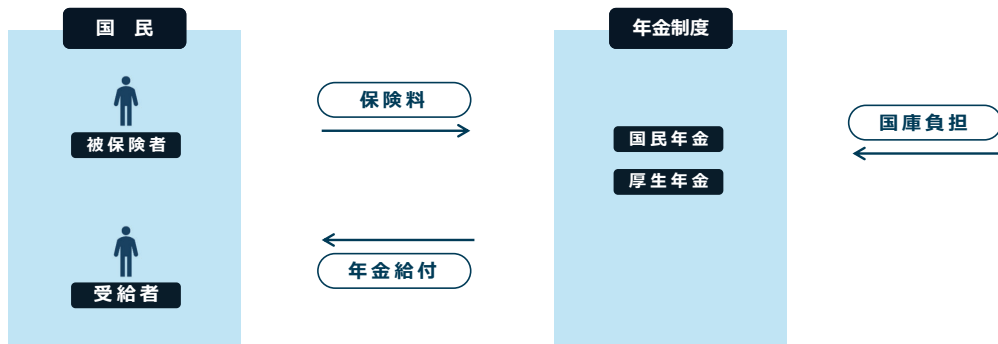 国　民
被保険者
受給者
保険料
年金給付
年金制度
国民年金
厚生年金
国庫負担